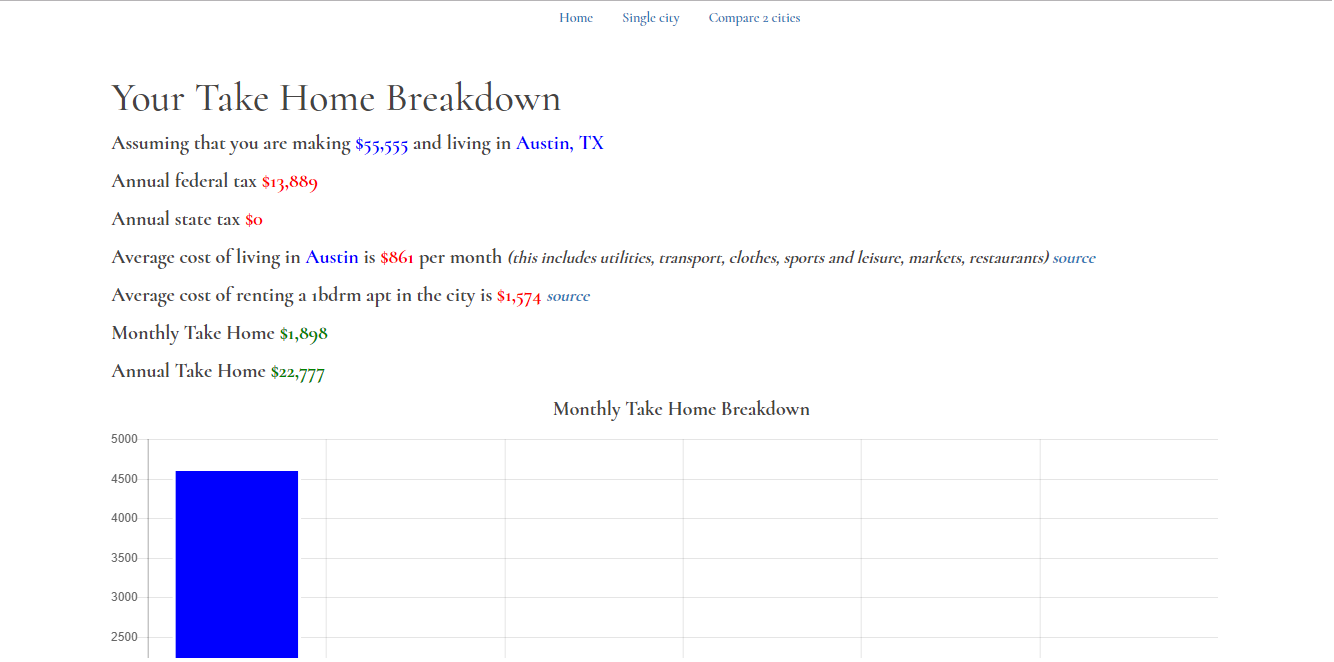 Home Single city Compare 2 cities
Your Take Home Breakdown
Assuming that you are making $55,555 and living in Austin, TX
Annual federal tax $13,889
Annual state tax $0
Average cost of living in Austin is $861 per month (this includes utilities, transport, clothes, sports and leisure, markets, restaurants) source
Average cost of renting a 1bdrm apt in the city is $1,574 source
Monthly Take Home $1,898
Annual Take Home $22,777
Monthly Take Home Breakdown
5000
4500
4000
3500
3000
2500